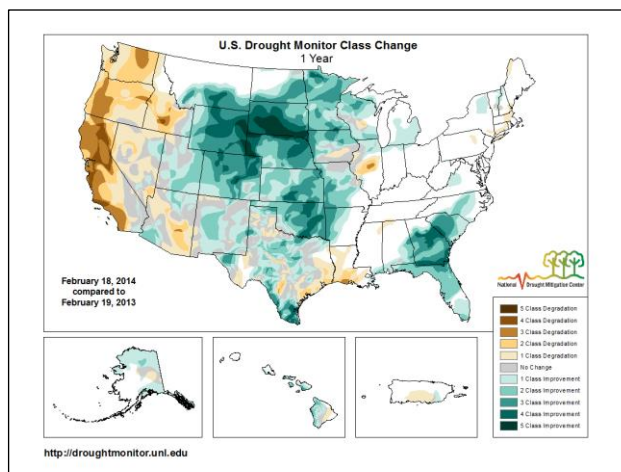 U.S. Drought Monitor Class Change
1 Year
February 18, 2014
compared to
February 19, 2013
National Drought Mitigation Center
5 Class Degradation
4 Class Degradation
3 Class Degradation
2 Class Degradation
1 Class Degradation
No Change
1 Class Improvement
2 Class Improvement
3 Class Improvement
4 Class Improvement
5 Class Improvement
http://droughtmonitor.unl.edu